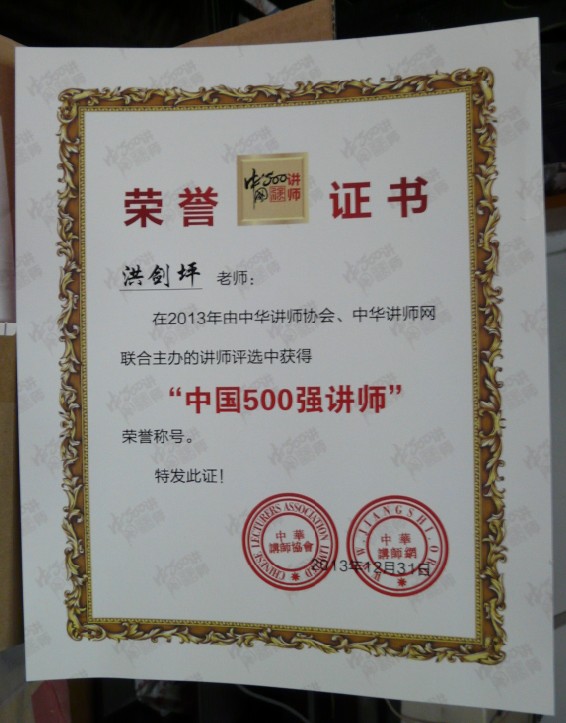 荣誉 中国500讲师 证书
洪剑坪 老师：
在2013年由中华讲师协会、中华讲师网
联合主办的讲师评选中获得
“中国500强讲师”
荣誉称号。
特发此证！
CHINESE LECTURERS ASSOCIATION LIMITED
中華
講師協會
中華
講師網
2013年12月31日